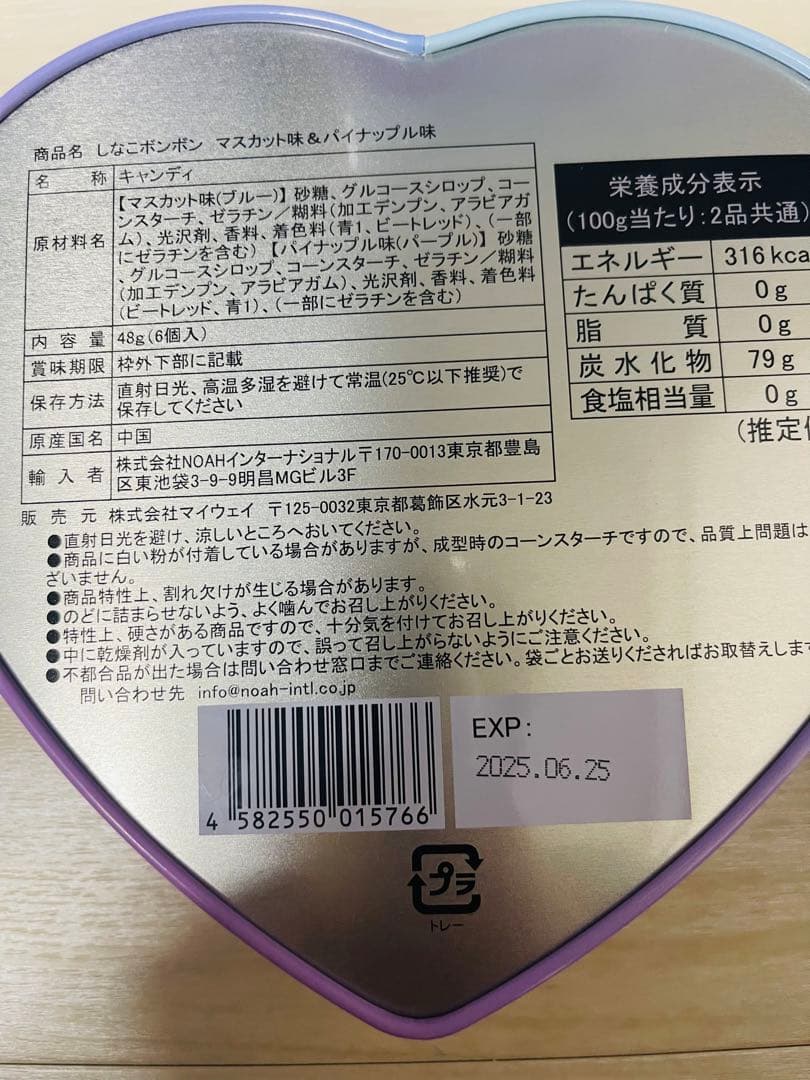 商品名 しなこボンボン マスカット味&パイナップル味
名称 キャンディ
原材料名 【マスカット味(ブルー)】 砂糖、グルコースシロップ、コー
ンスターチ、ゼラチン/糊料(加工デンプン、アラビアガ
ム)、光沢剤、香料、着色料(青1、ビートレッド)、(一部
にゼラチンを含む) 【パイナップル味(パープル)】 砂糖
、グルコースシロップ、コーンスターチ、ゼラチン/糊料
(加工デンプン、アラビアガム)、光沢剤、香料、着色料
(ビートレッド、青1)、(一部にゼラチンを含む)
内容量 48g(6個入)
賞味期限 枠外下部に記載
保存方法 直射日光、高温多湿を避けて常温(25℃以下推奨)で
保存してください
原産国名 中国
輸入者 株式会社NOAHインターナショナル〒170-0013東京都豊島
区東池袋3-9-9明昌MGビル3F
販売元 株式会社マイウェイ 〒125-0032東京都葛飾区水元3-1-23
●直射日光を避け、涼しいところへおいてください。
●商品に白い粉が付着している場合がありますが、成型時のコーンスターチですので、品質上問題は
ざいません。
●商品特性上、割れ欠けが生じる場合があります。
●のどに詰まらせないよう、よく噛んでお召し上がりください。
●特性上、硬さがある商品ですので、十分気を付けてお召し上がりください。
●中に乾燥剤が入っていますので、誤って召し上がらないようにご注意ください。
●不都合品が出た場合は問い合わせ窓口までご連絡ください。袋ごとお送りくださればお取替えします
問い合わせ先 info@noah-intl.co.jp
栄養成分表示
(100g当たり:2品共通)
エネルギー 316kca
たんぱく質 0g
脂質 0g
炭水化物 79g
食塩相当量 0g
(推定値
EXP:
2025.06.25
4 582550 015766
プラ
トレー